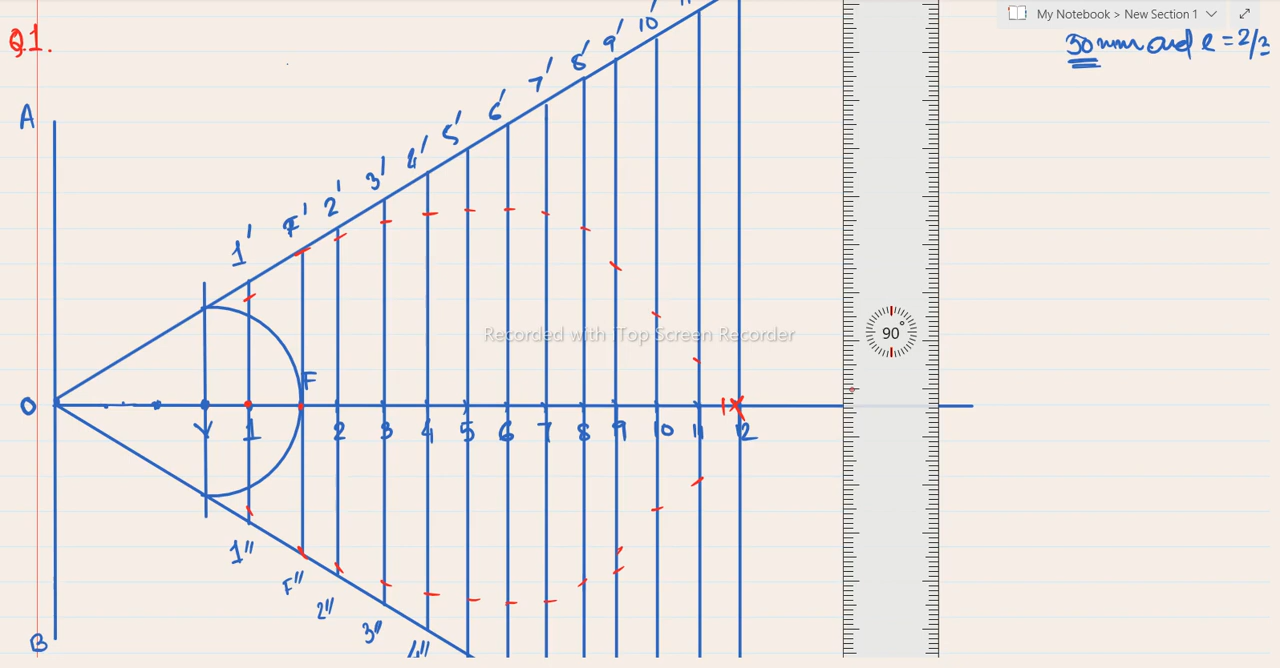 My Notebook > New Section 1
Q1.
50 mm and e = 2/3
10'
9'
8'
7'
6'
5'
4'
3'
2'
F'
1'
A
Recorded with iTop Screen Recorder
90°
F
O
V 1 2 3 4 5 6 7 8 9 10 11 12
1"
F"
2"
3"
4"
B